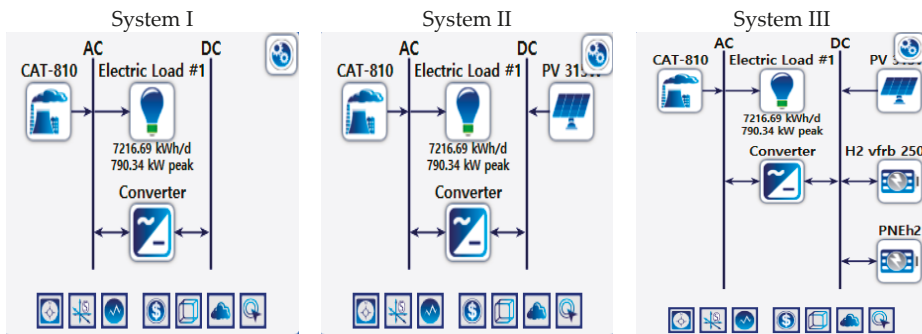 System I
AC
DC
CAT-810
Electric Load #1
7216.69 kWh/d
790.34 kW peak
Converter
System II
AC
DC
CAT-810
Electric Load #1
7216.69 kWh/d
790.34 kW peak
Converter
System III
AC
DC
CAT-810
Electric Load #1
PV
7216.69 kWh/d
790.34 kW peak
Converter
H2 vfrb 250
PNEh2